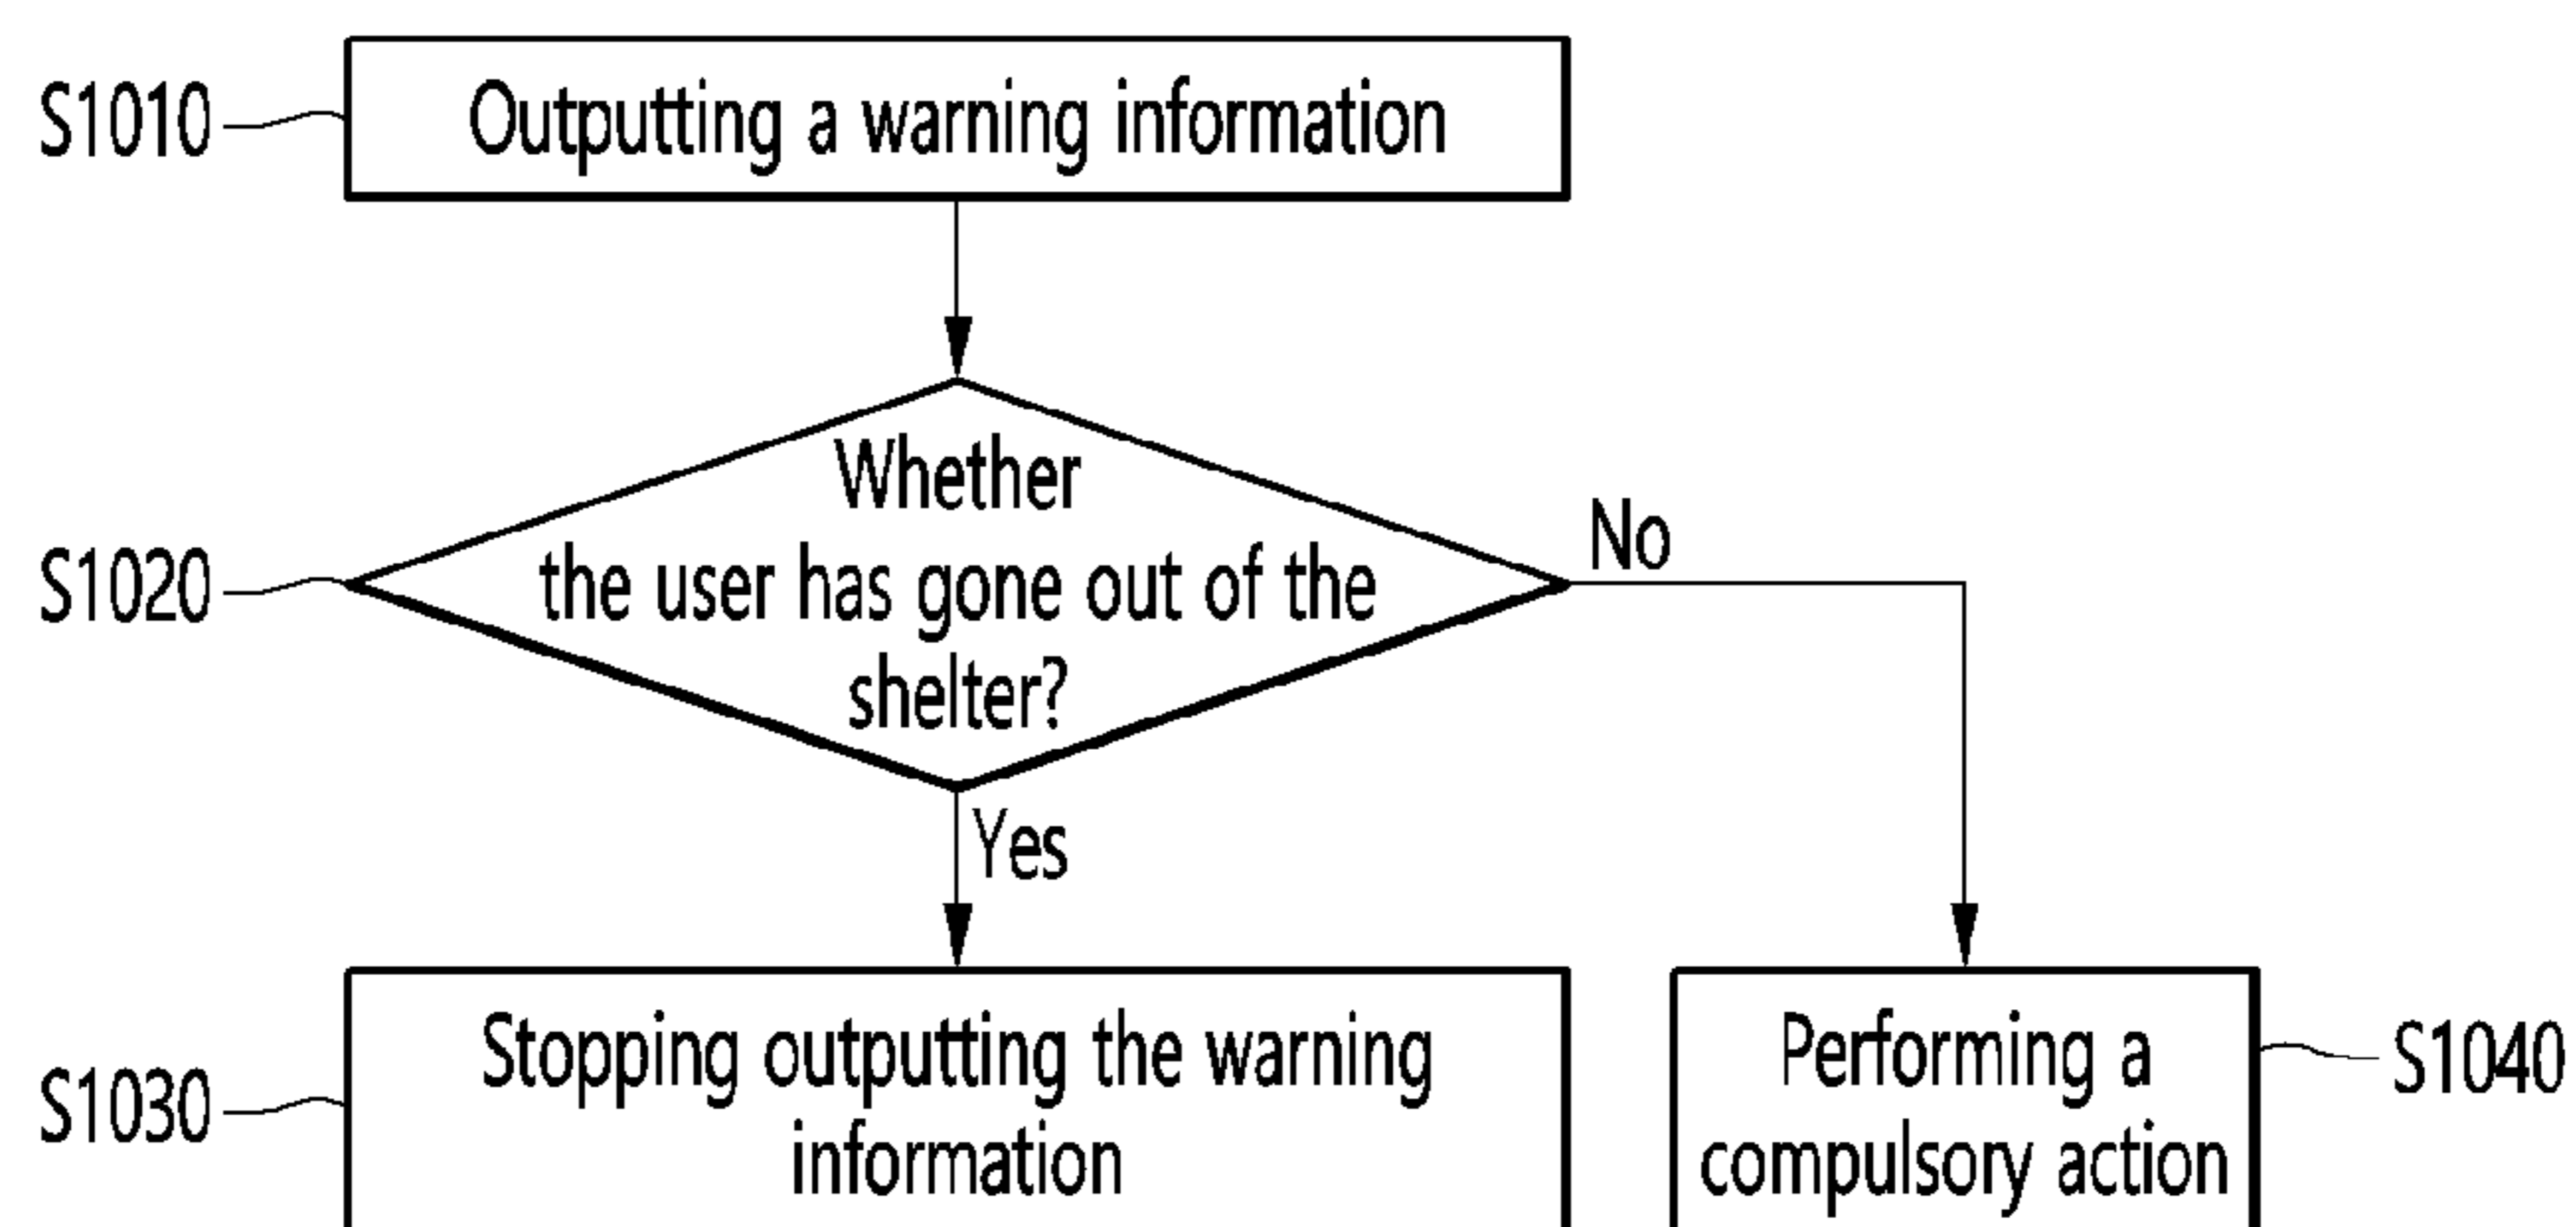 S1010
Outputting a warning information
Whether
the user has gone out of the
shelter?
S1020
No
Yes
S1030
Stopping outputting the warning
information
Performing a
compulsory action
S1040